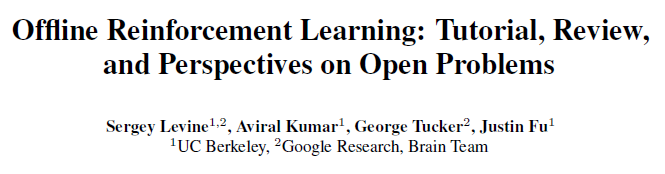 Offline Reinforcement Learning: Tutorial, Review,
and Perspectives on Open Problems
Sergey Levine1,2, Aviral Kumar1, George Tucker2, Justin Fu1
1UC Berkeley, 2Google Research, Brain Team